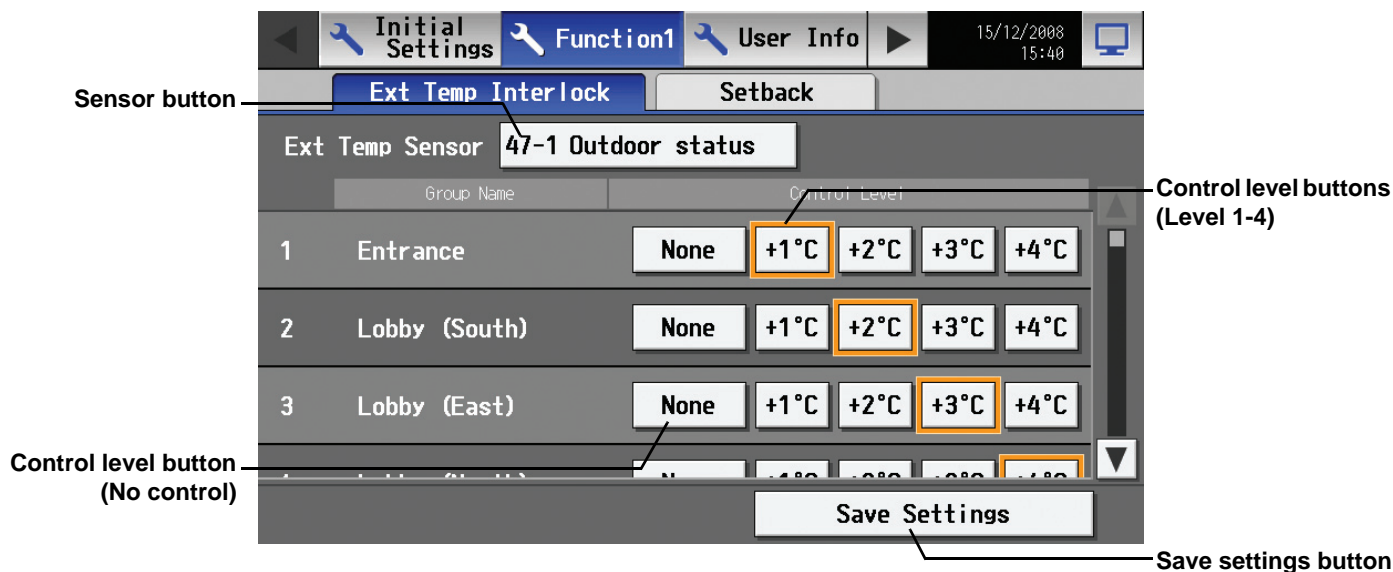 Initial Settings
Function1
User Info
15/12/2008
15:40
Ext Temp Interlock
Setback
Sensor button
Ext Temp Sensor
47-1 Outdoor status
Group Name
Control Level
Control level buttons
(Level 1-4)
1 Entrance None +1°C +2°C +3°C +4°C
2 Lobby (South) None +1°C +2°C +3°C +4°C
3 Lobby (East) None +1°C +2°C +3°C +4°C
Control level button
(No control)
Save Settings
Save settings button